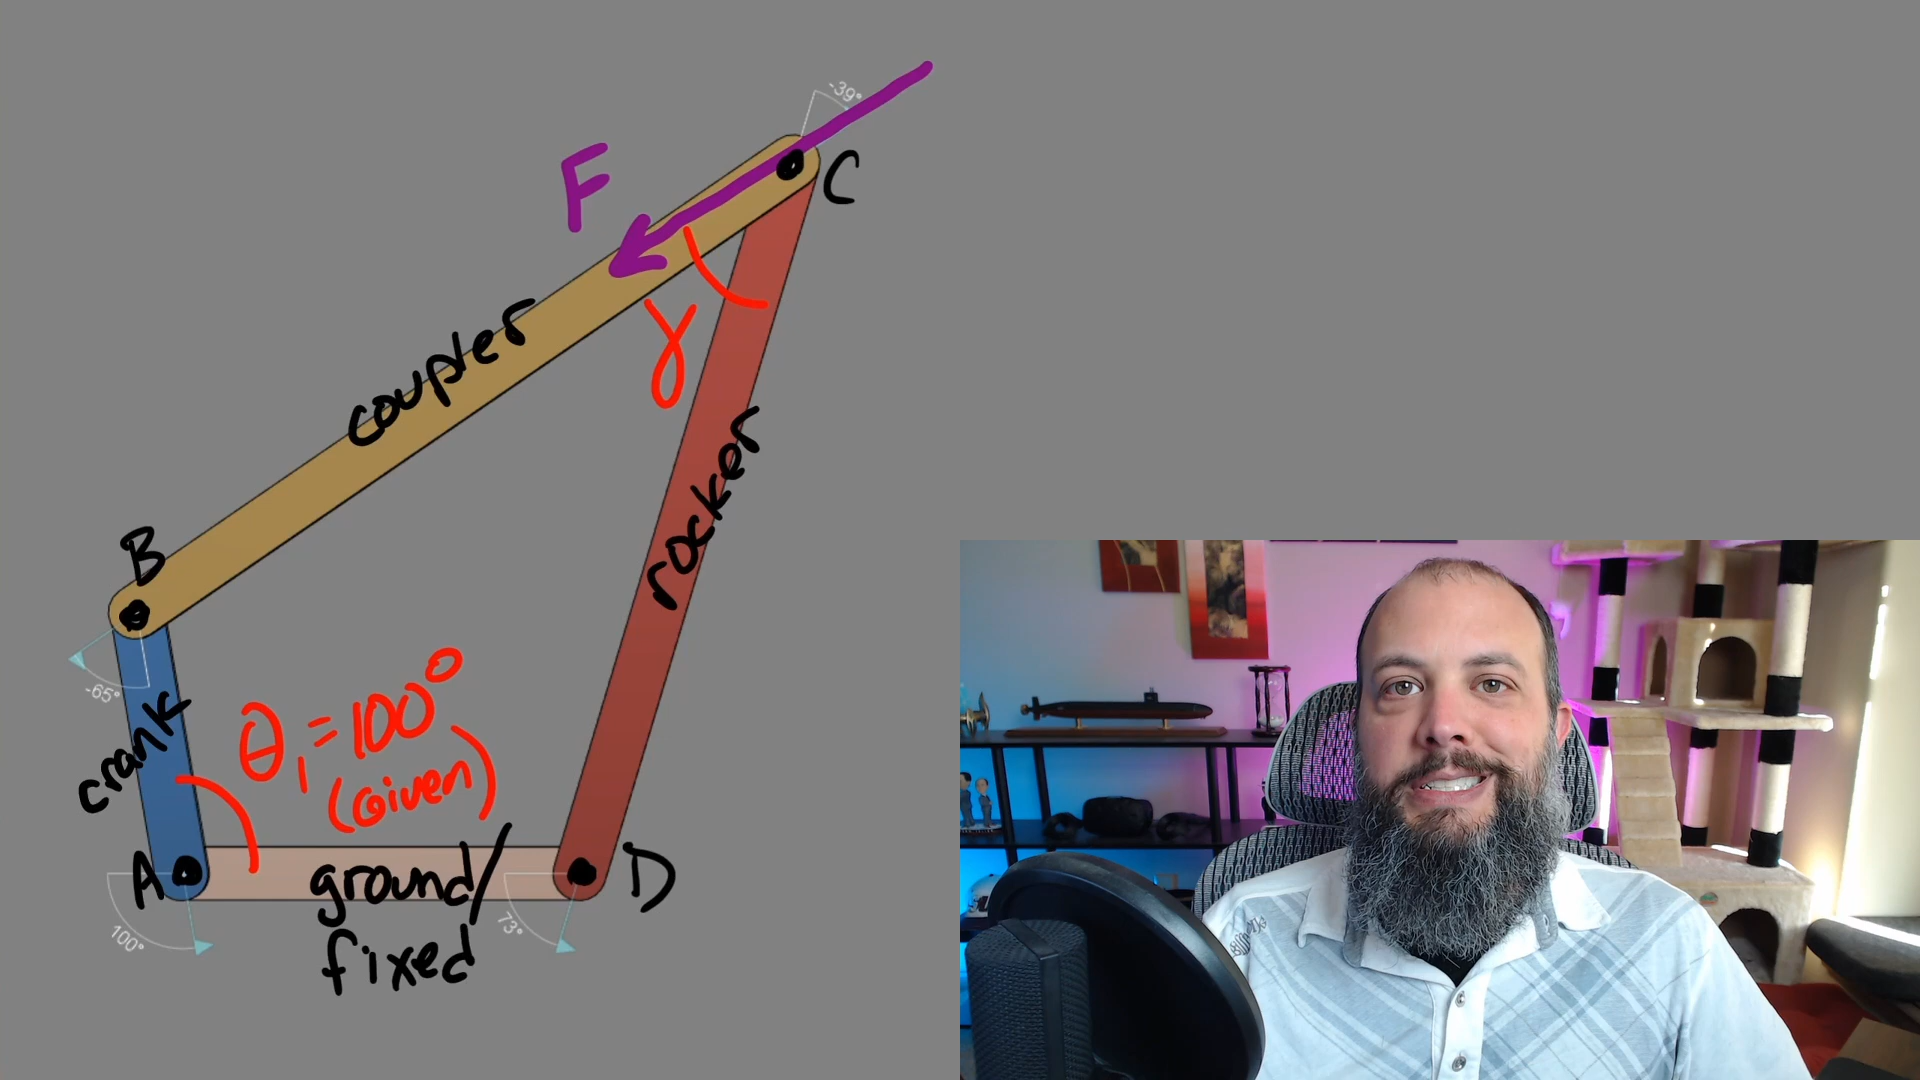 -39°
F
C
γ
coupler
rocker
B
-65°
crank
θ₁=100°
(Given)
A
ground/
fixed
D
100°
73°